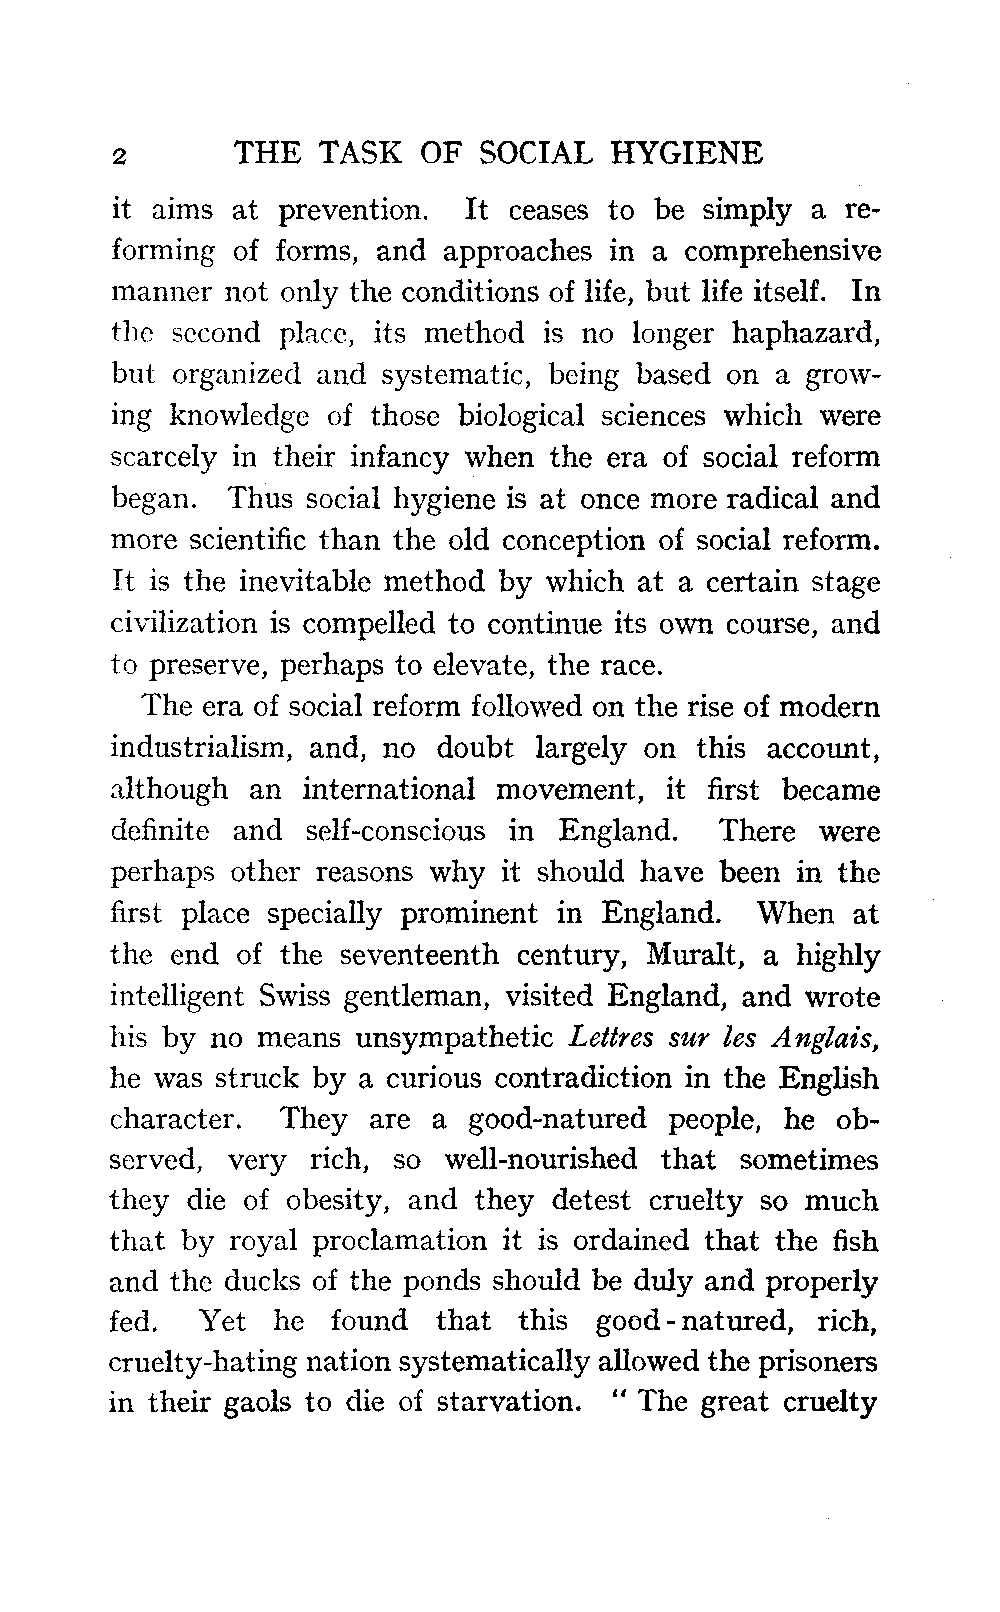 2 THE TASK OF SOCIAL HYGIENE
it aims at prevention. It ceases to be simply a re-
forming of forms, and approaches in a comprehensive
manner not only the conditions of life, but life itself. In
the second place, its method is no longer haphazard,
but organized and systematic, being based on a grow-
ing knowledge of those biological sciences which were
scarcely in their infancy when the era of social reform
began. Thus social hygiene is at once more radical and
more scientific than the old conception of social reform.
It is the inevitable method by which at a certain stage
civilization is compelled to continue its own course, and
to preserve, perhaps to elevate, the race.
The era of social reform followed on the rise of modern
industrialism, and, no doubt largely on this account,
although an international movement, it first became
definite and self-conscious in England. There were
perhaps other reasons why it should have been in the
first place specially prominent in England. When at
the end of the seventeenth century, Muralt, a highly
intelligent Swiss gentleman, visited England, and wrote
his by no means unsympathetic Lettres sur les Anglais,
he was struck by a curious contradiction in the English
character. They are a good-natured people, he ob-
served, very rich, so well-nourished that sometimes
they die of obesity, and they detest cruelty so much
that by royal proclamation it is ordained that the fish
and the ducks of the ponds should be duly and properly
fed. Yet he found that this good-natured, rich,
cruelty-hating nation systematically allowed the prisoners
in their gaols to die of starvation. “ The great cruelty